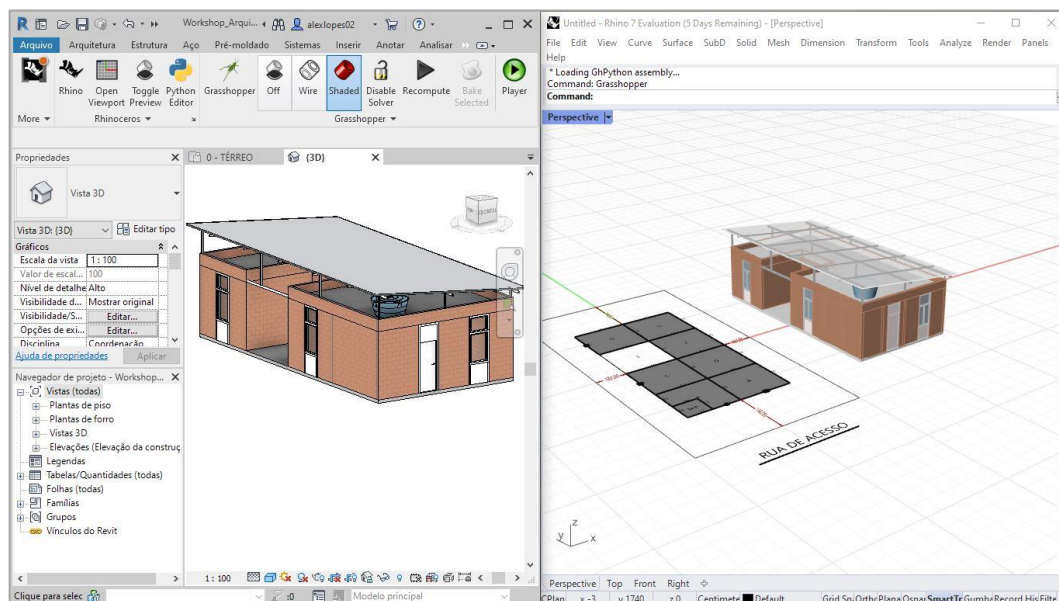 Workshop_Arqui...
alexlopes02
Arquivo Arquitetura Estrutura Aço Pré-moldado Sistemas Inserir Anotar Analisar
Rhino Open Viewport Toggle Preview Python Editor Grasshopper Off Wire Shaded Disable Solver Recompute Bake Selected Player
More Rhinoceros Grasshopper
Propriedades
0 - TÉRREO
{3D}
Vista 3D
Vista 3D: {3D}
Editar tipo
Gráficos
Escala da vista 1 : 100
Valor de escal... 100
Nível de detalhe Alto
Visibilidade d... Mostrar original
Visibilidade/S... Editar...
Opções de exi... Editar...
Disciplina Coordenação
Ajuda de propriedades Aplicar
Navegador de projeto - Workshop...
Vistas (todas)
Plantas de piso
Plantas de forro
Vistas 3D
Elevações (Elevação da construç
Legendas
Tabelas/Quantidades (todas)
Folhas (todas)
Famílias
Grupos
Vínculos do Revit
1 : 100
Clique para selec
:0
Modelo principal
Untitled - Rhino 7 Evaluation (5 Days Remaining) - [Perspective]
File Edit View Curve Surface SubD Solid Mesh Dimension Transform Tools Analyze Render Panels
Help
* Loading GhPython assembly...
Command: Grasshopper
Command:
Perspective
RUA DE ACESSO
z
y
x
Perspective Top Front Right
CPlan x -3 y 1740 z 0 Centimete Default Grid Sn Ortho Plana Osnap SmartTr Gumba Record His Filte